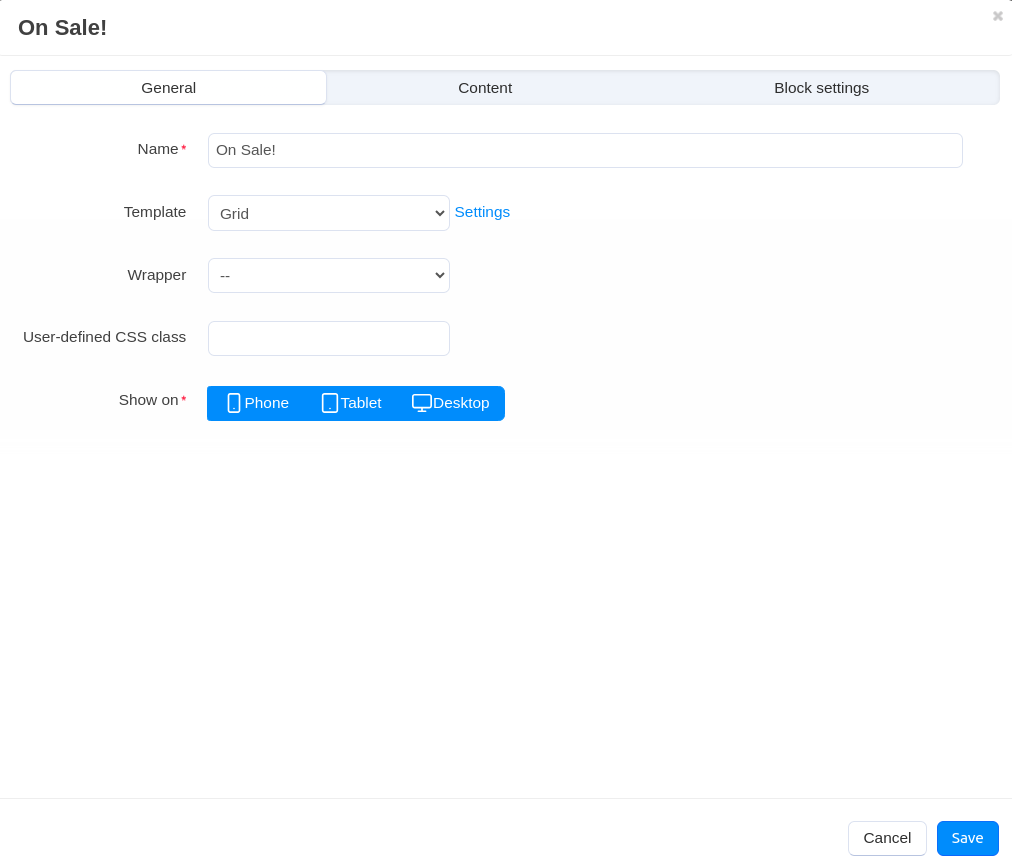 On Sale!
General Content Block settings
Name* On Sale!
Template Grid Settings
Wrapper --
User-defined CSS class
Show on* Phone Tablet Desktop
Cancel Save